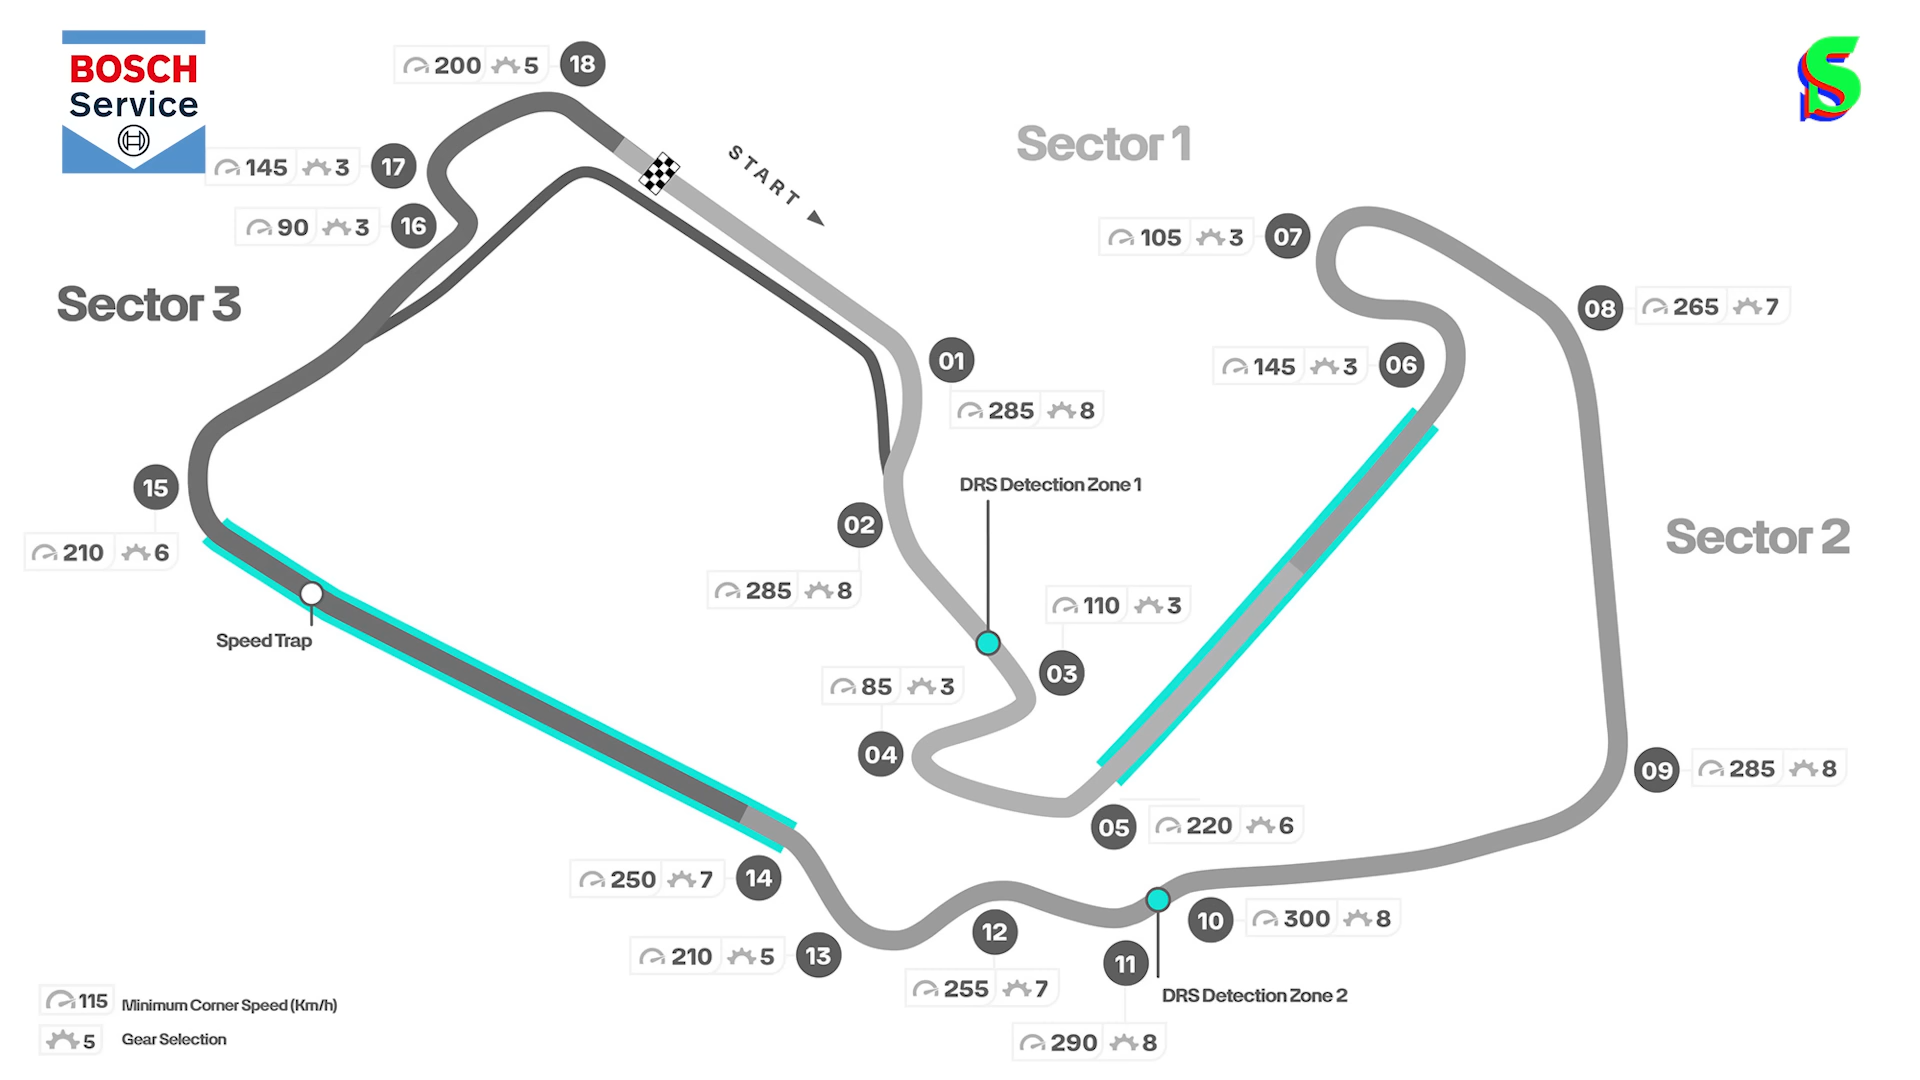 BOSCH
Service
200 5 18
145 3 17
90 3 16
START
Sector 1
S
Sector 3
105 3 07
08 265 7
145 3 06
01
285 8
15
210 6
DRS Detection Zone 1
02
285 8
Sector 2
110 3
03
Speed Trap
85 3
04
09 285 8
05 220 6
250 7 14
10 300 8
12
210 5 13
11
255 7
DRS Detection Zone 2
290 8
115 Minimum Corner Speed (Km/h)
5 Gear Selection